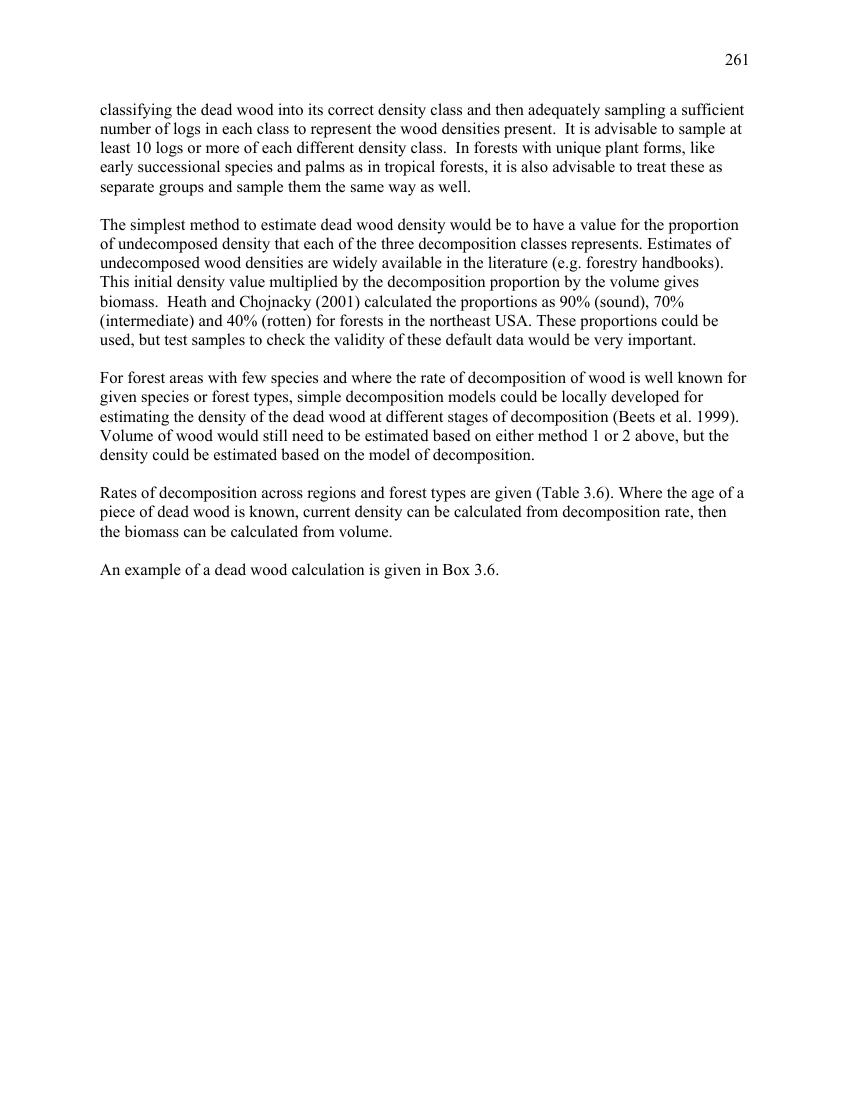 261
classifying the dead wood into its correct density class and then adequately sampling a sufficient
number of logs in each class to represent the wood densities present.  It is advisable to sample at
least 10 logs or more of each different density class.  In forests with unique plant forms, like
early successional species and palms as in tropical forests, it is also advisable to treat these as
separate groups and sample them the same way as well.
The simplest method to estimate dead wood density would be to have a value for the proportion
of undecomposed density that each of the three decomposition classes represents. Estimates of
undecomposed wood densities are widely available in the literature (e.g. forestry handbooks).
This initial density value multiplied by the decomposition proportion by the volume gives
biomass.  Heath and Chojnacky (2001) calculated the proportions as 90% (sound), 70%
(intermediate) and 40% (rotten) for forests in the northeast USA. These proportions could be
used, but test samples to check the validity of these default data would be very important.
For forest areas with few species and where the rate of decomposition of wood is well known for
given species or forest types, simple decomposition models could be locally developed for
estimating the density of the dead wood at different stages of decomposition (Beets et al. 1999).
Volume of wood would still need to be estimated based on either method 1 or 2 above, but the
density could be estimated based on the model of decomposition.
Rates of decomposition across regions and forest types are given (Table 3.6). Where the age of a
piece of dead wood is known, current density can be calculated from decomposition rate, then
the biomass can be calculated from volume.
An example of a dead wood calculation is given in Box 3.6.